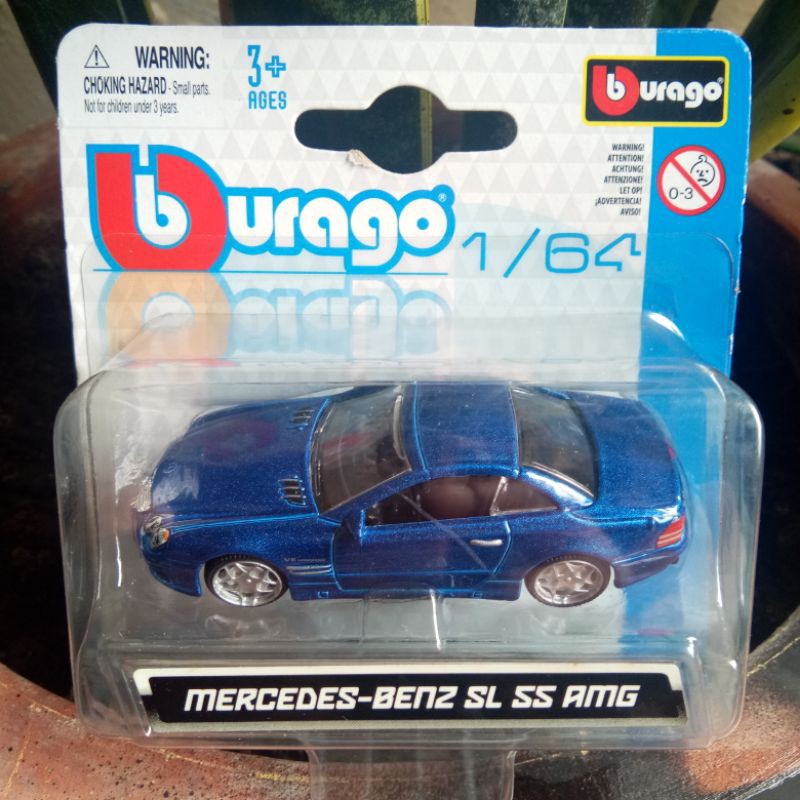 WARNING:
CHOKING HAZARD - Small parts.
Not for children under 3 years.
3+
AGES
burago®
WARNING!
ATTENTION!
ACHTUNG!
ATTENZIONE!
LET OP!
¡ADVERTENCIA!
AVISO!
0-3
burago®
1/64
MERCEDES-BENZ SL 55 AMG